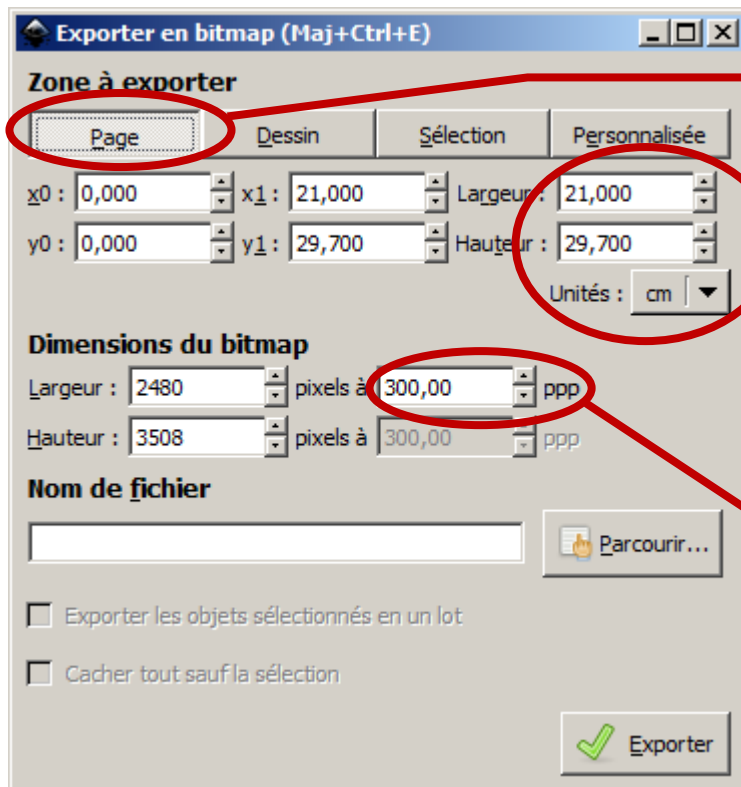 Exporter en bitmap (Maj+Ctrl+E)
Zone à exporter
Page Dessin Sélection Personnalisée
x0 : 0,000 x1 : 21,000 Largeur : 21,000
y0 : 0,000 y1 : 29,700 Hauteur : 29,700
Unités : cm
Dimensions du bitmap
Largeur : 2480 pixels à 300,00 ppp
Hauteur : 3508 pixels à 300,00 ppp
Nom de fichier
Parcourir...
Exporter les objets sélectionnés en un lot
Cacher tout sauf la sélection
Exporter